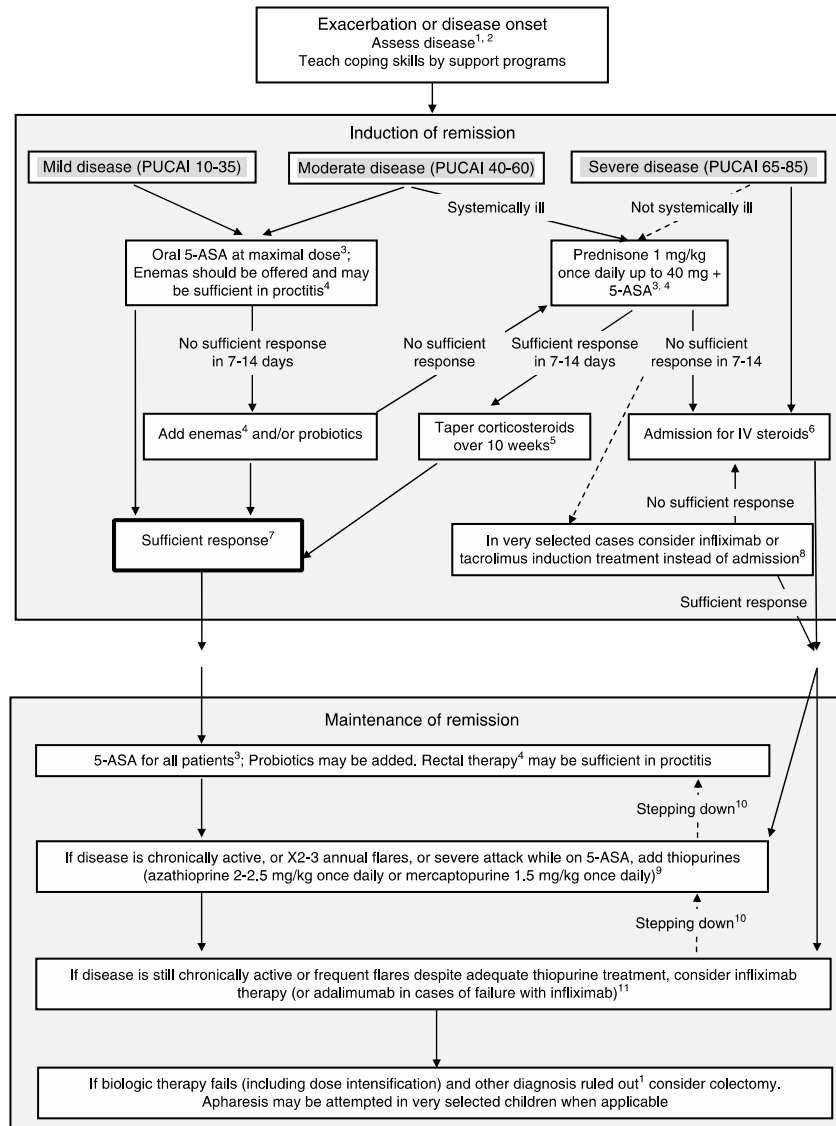 Exacerbation or disease onset
Assess disease1, 2
Teach coping skills by support programs
Induction of remission
Mild disease (PUCAI 10-35)
Moderate disease (PUCAI 40-60)
Severe disease (PUCAI 65-85)
Systemically ill
Not systemically ill
Oral 5-ASA at maximal dose3;
Enemas should be offered and may
be sufficient in proctitis4
Prednisone 1 mg/kg
once daily up to 40 mg +
5-ASA3, 4
No sufficient response
in 7-14 days
No sufficient
response
Sufficient response
in 7-14 days
No sufficient
response in 7-14
Add enemas4 and/or probiotics
Taper corticosteroids
over 10 weeks5
Admission for IV steroids6
No sufficient response
Sufficient response7
In very selected cases consider infliximab or
tacrolimus induction treatment instead of admission8
Sufficient response
Maintenance of remission
5-ASA for all patients3; Probiotics may be added. Rectal therapy4 may be sufficient in proctitis
Stepping down10
If disease is chronically active, or X2-3 annual flares, or severe attack while on 5-ASA, add thiopurines
(azathioprine 2-2.5 mg/kg once daily or mercaptopurine 1.5 mg/kg once daily)9
Stepping down10
If disease is still chronically active or frequent flares despite adequate thiopurine treatment, consider infliximab
therapy (or adalimumab in cases of failure with infliximab)11
If biologic therapy fails (including dose intensification) and other diagnosis ruled out1 consider colectomy.
Apharesis may be attempted in very selected children when applicable